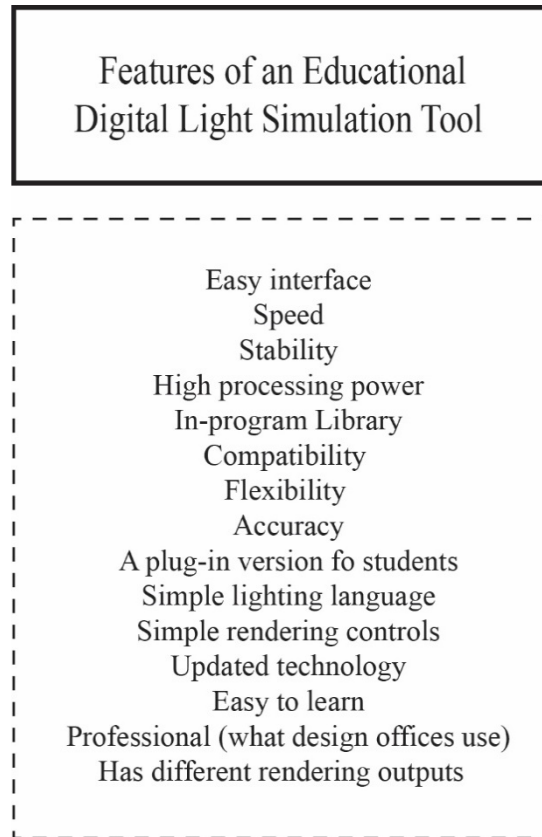 Features of an Educational
Digital Light Simulation Tool
Easy interface
Speed
Stability
High processing power
In-program Library
Compatibility
Flexibility
Accuracy
A plug-in version fo students
Simple lighting language
Simple rendering controls
Updated technology
Easy to learn
Professional (what design offices use)
Has different rendering outputs